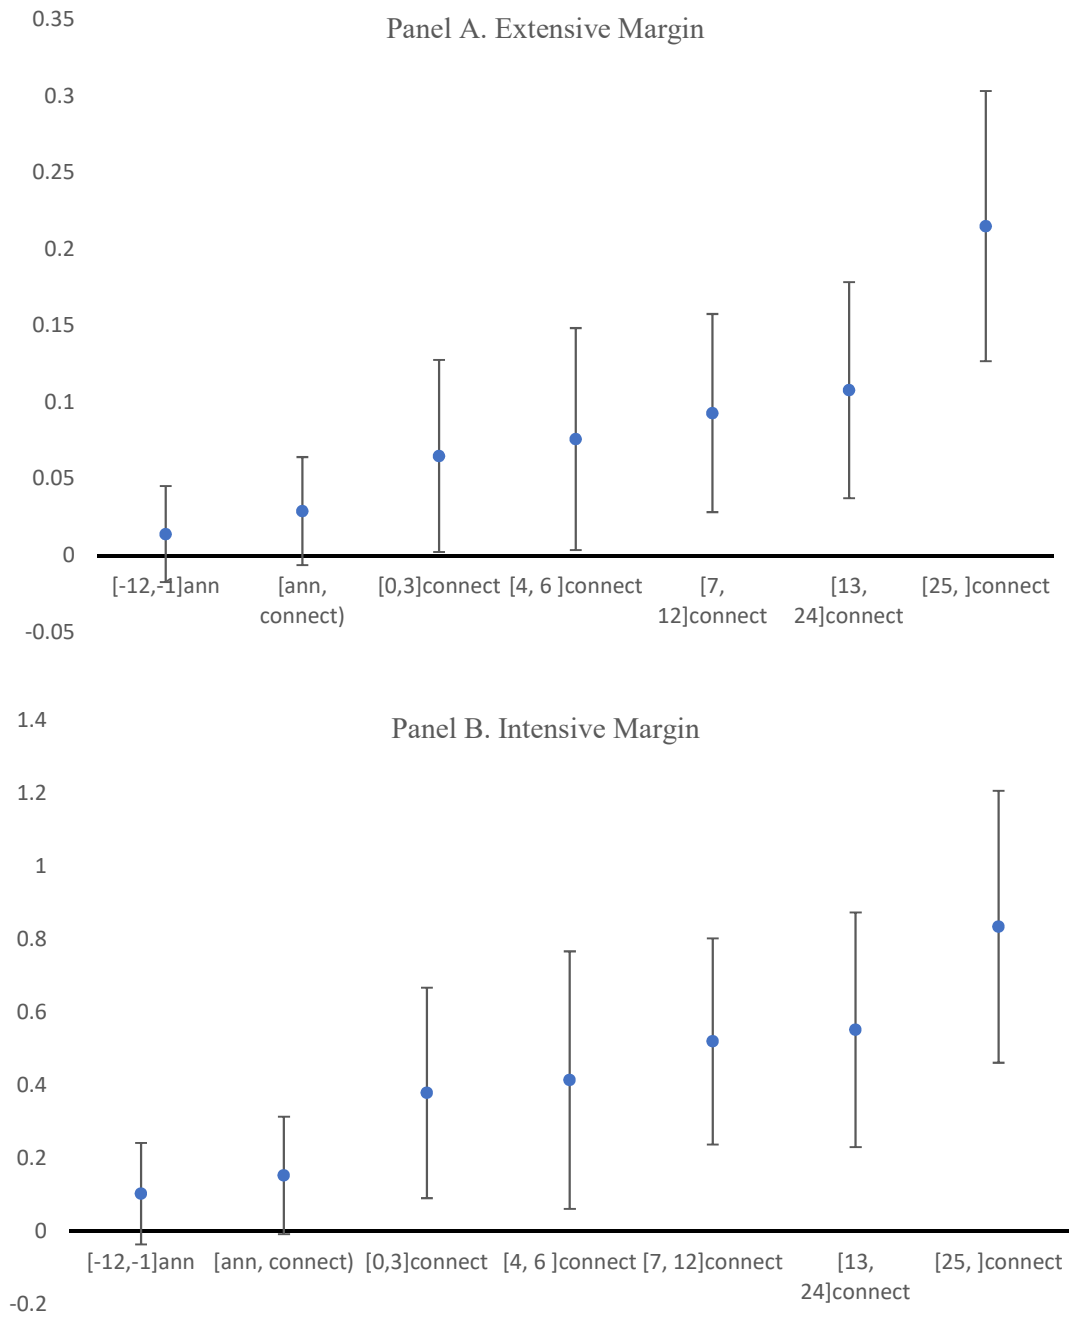 Panel A. Extensive Margin
0.35
0.3
0.25
0.2
0.15
0.1
0.05
0
-0.05
[-12,-1]ann
[ann,
connect)
[0,3]connect
[4, 6 ]connect
[7,
12]connect
[13,
24]connect
[25, ]connect
Panel B. Intensive Margin
1.4
1.2
1
0.8
0.6
0.4
0.2
0
-0.2
[-12,-1]ann
[ann, connect)
[0,3]connect
[4, 6 ]connect
[7, 12]connect
[13,
24]connect
[25, ]connect